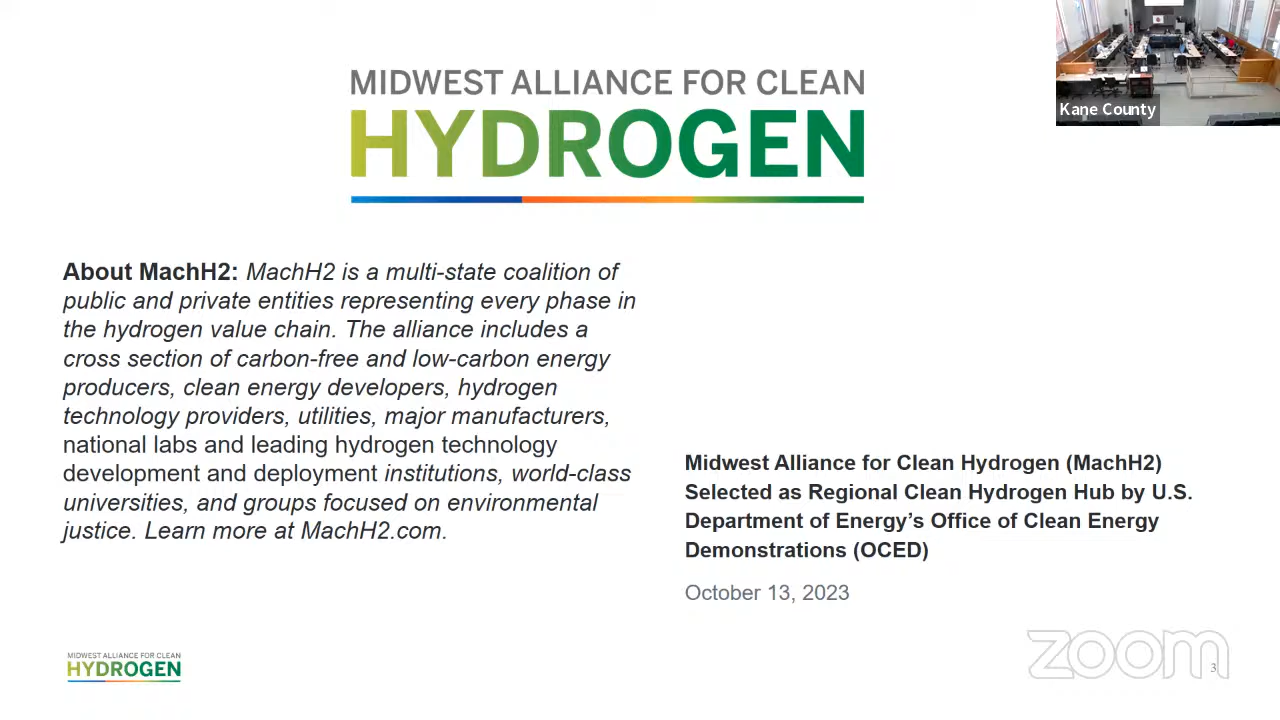 MIDWEST ALLIANCE FOR CLEAN
HYDROGEN
Kane County
About MachH2: MachH2 is a multi-state coalition of
public and private entities representing every phase in
the hydrogen value chain. The alliance includes a
cross section of carbon-free and low-carbon energy
producers, clean energy developers, hydrogen
technology providers, utilities, major manufacturers,
national labs and leading hydrogen technology
development and deployment institutions, world-class
universities, and groups focused on environmental
justice. Learn more at MachH2.com.
Midwest Alliance for Clean Hydrogen (MachH2)
Selected as Regional Clean Hydrogen Hub by U.S.
Department of Energy’s Office of Clean Energy
Demonstrations (OCED)
October 13, 2023
MIDWEST ALLIANCE FOR CLEAN
HYDROGEN
zoom
3